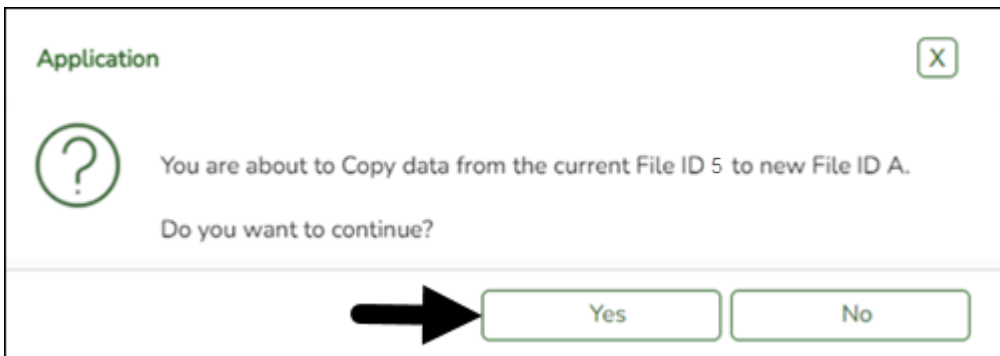 Application
X
?
You are about to Copy data from the current File ID 5 to new File ID A.
Do you want to continue?
Yes
No